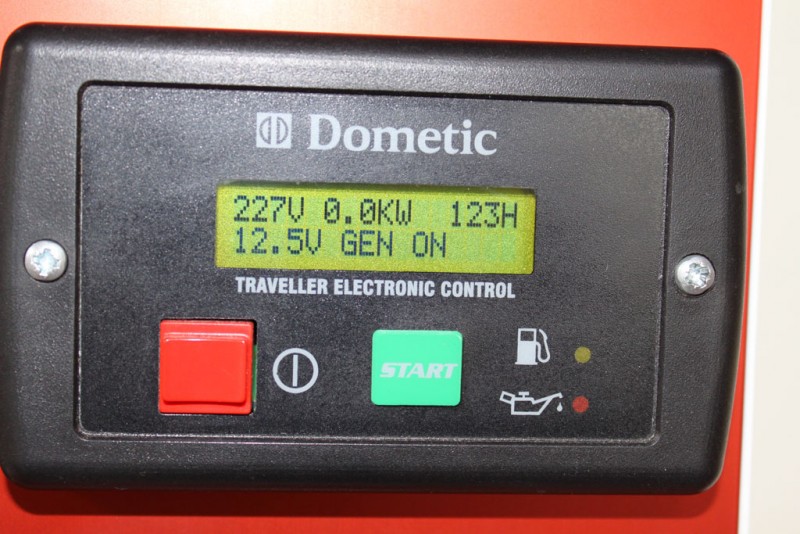 Dometic
227V 0.0KW 123H
12.5V GEN ON
TRAVELLER ELECTRONIC CONTROL
START